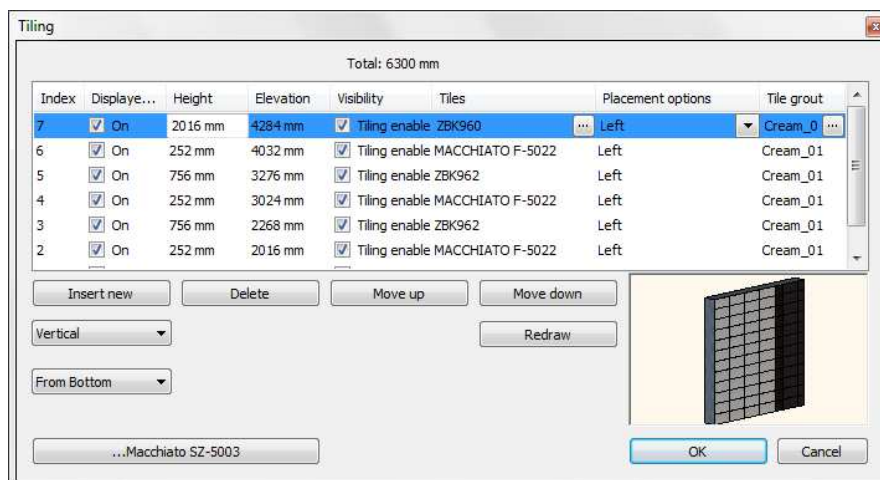 Tiling
Total: 6300 mm
Index Displaye... Height Elevation Visibility Tiles Placement options Tile grout
7 On 2016 mm 4284 mm Tiling enable ZBK960 ... Left Cream_0 ...
6 On 252 mm 4032 mm Tiling enable MACCHIATO F-5022 Left Cream_01
5 On 756 mm 3276 mm Tiling enable ZBK962 Left Cream_01
4 On 252 mm 3024 mm Tiling enable MACCHIATO F-5022 Left Cream_01
3 On 756 mm 2268 mm Tiling enable ZBK962 Left Cream_01
2 On 252 mm 2016 mm Tiling enable MACCHIATO F-5022 Left Cream_01
Insert new Delete Move up Move down
Vertical Redraw
From Bottom
...Macchiato SZ-5003 OK Cancel